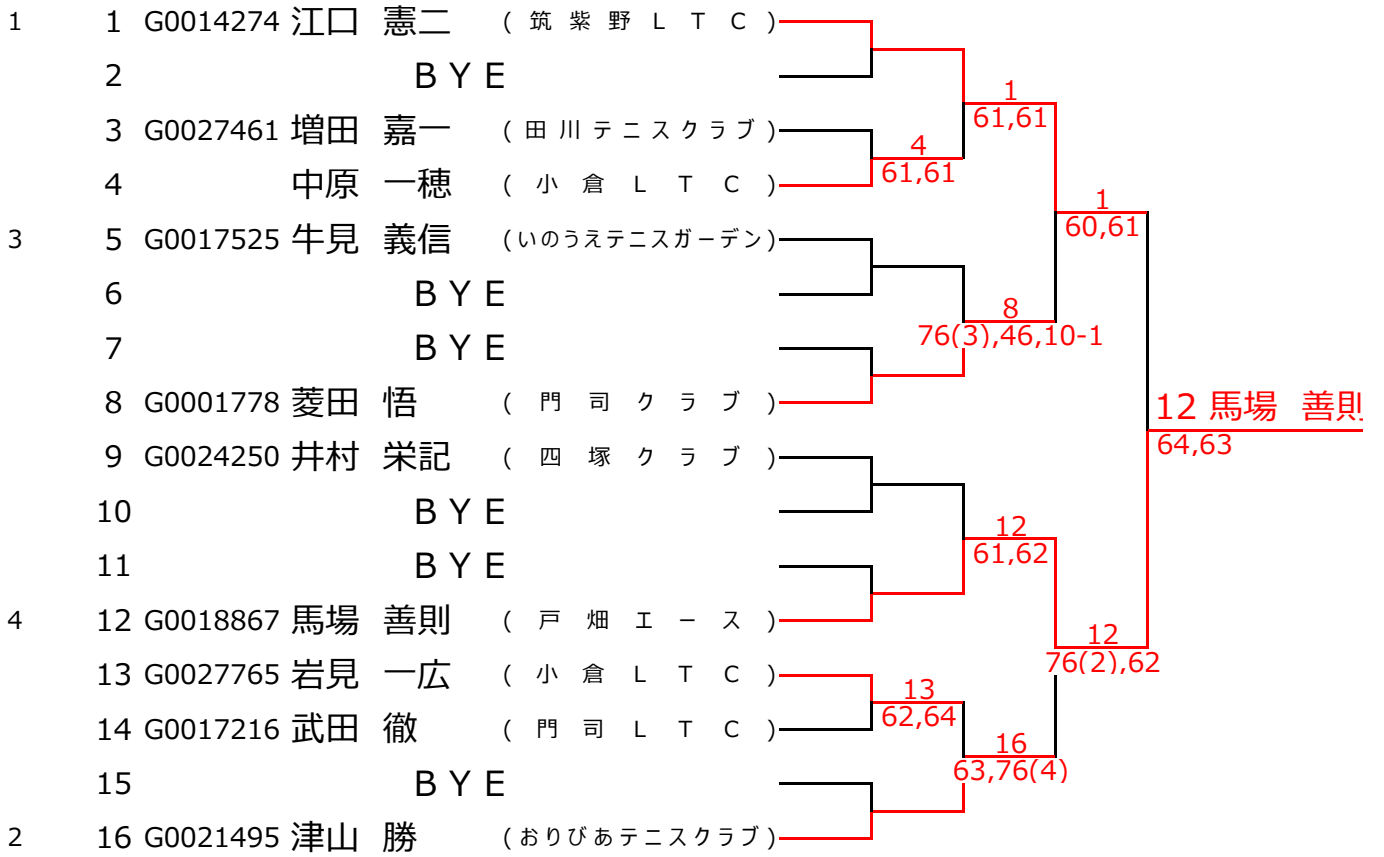 1 1 G0014274 江口 憲二 (筑紫野LTC)
2 BYE
1
61,61
3 G0027461 増田 嘉一 (田川テニスクラブ)
4
61,61
4 中原 一穂 (小倉LTC)
1
60,61
3 5 G0017525 牛見 義信 (いのうえテニスガーデン)
6 BYE
8
76(3),46,10-1
7 BYE
8 G0001778 菱田 悟 (門司クラブ)
12 馬場 善則
64,63
9 G0024250 井村 栄記 (四塚クラブ)
10 BYE
12
61,62
11 BYE
4 12 G0018867 馬場 善則 (戸畑エース)
12
76(2),62
13 G0027765 岩見 一広 (小倉LTC)
13
62,64
14 G0017216 武田 徹 (門司LTC)
16
63,76(4)
15 BYE
2 16 G0021495 津山 勝 (おりびあテニスクラブ)